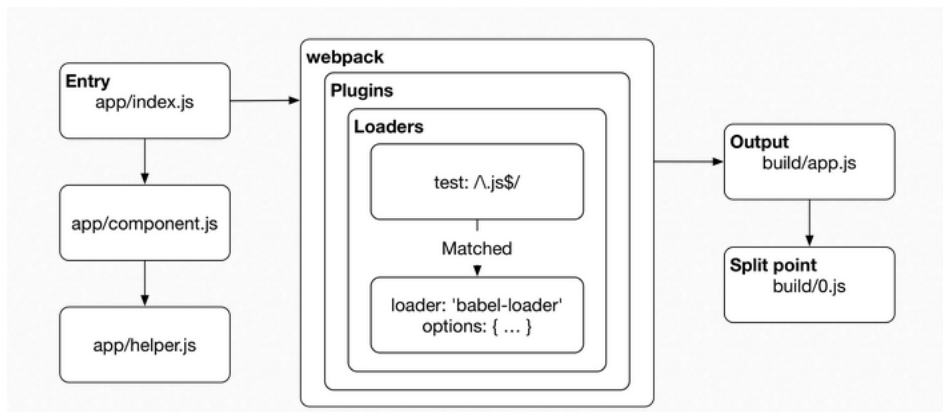 Entry
app/index.js
app/component.js
app/helper.js
webpack
Plugins
Loaders
test: /\.js$/
Matched
loader: 'babel-loader'
options: { … }
Output
build/app.js
Split point
build/0.js